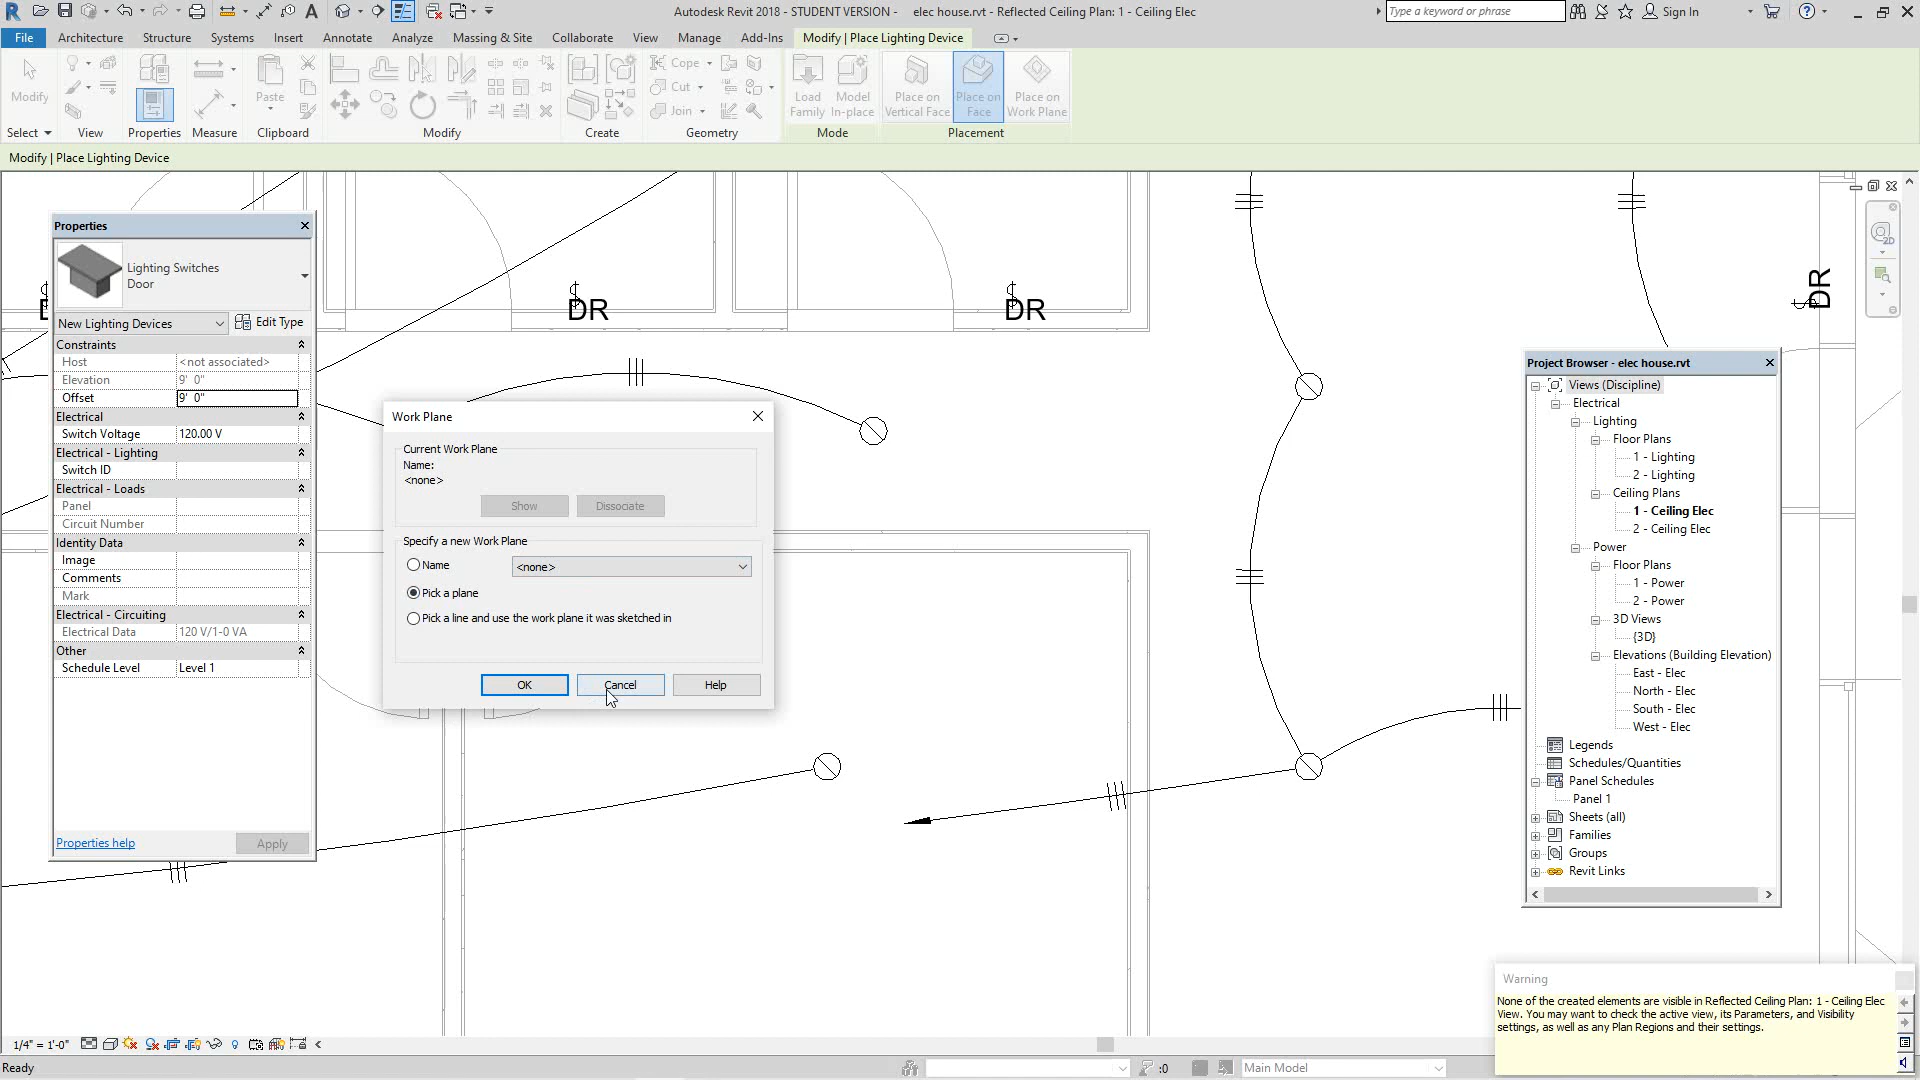 Autodesk Revit 2018 - STUDENT VERSION -    elec house.rvt - Reflected Ceiling Plan: 1 - Ceiling Elec
Type a keyword or phrase
Sign In
File Architecture Structure Systems Insert Annotate Analyze Massing & Site Collaborate View Manage Add-Ins Modify | Place Lighting Device
Modify
Paste
Cope
Cut
Join
Load Family
Model In-place
Place on Vertical Face
Place on Face
Place on Work Plane
Select View Properties Measure Clipboard Modify Create Geometry Mode Placement
Modify | Place Lighting Device
Properties
Lighting Switches
Door
New Lighting Devices
Edit Type
Constraints
Host <not associated>
Elevation 9' 0"
Offset 9' 0"
Electrical
Switch Voltage 120.00 V
Electrical - Lighting
Switch ID
Electrical - Loads
Panel
Circuit Number
Identity Data
Image
Comments
Mark
Electrical - Circuiting
Electrical Data 120 V/1-0 VA
Other
Schedule Level Level 1
Properties help
Apply
$
DR
$
DR
$
DR
Work Plane
Current Work Plane
Name:
<none>
Show Dissociate
Specify a new Work Plane
Name <none>
Pick a plane
Pick a line and use the work plane it was sketched in
OK Cancel Help
2D
Project Browser - elec house.rvt
Views (Discipline)
Electrical
Lighting
Floor Plans
1 - Lighting
2 - Lighting
Ceiling Plans
1 - Ceiling Elec
2 - Ceiling Elec
Power
Floor Plans
1 - Power
2 - Power
3D Views
{3D}
Elevations (Building Elevation)
East - Elec
North - Elec
South - Elec
West - Elec
Legends
Schedules/Quantities
Panel Schedules
Panel 1
Sheets (all)
Families
Groups
Revit Links
Warning
None of the created elements are visible in Reflected Ceiling Plan: 1 - Ceiling Elec
View. You may want to check the active view, its Parameters, and Visibility
settings, as well as any Plan Regions and their settings.
1/4" = 1'-0"
Ready
:0
Main Model